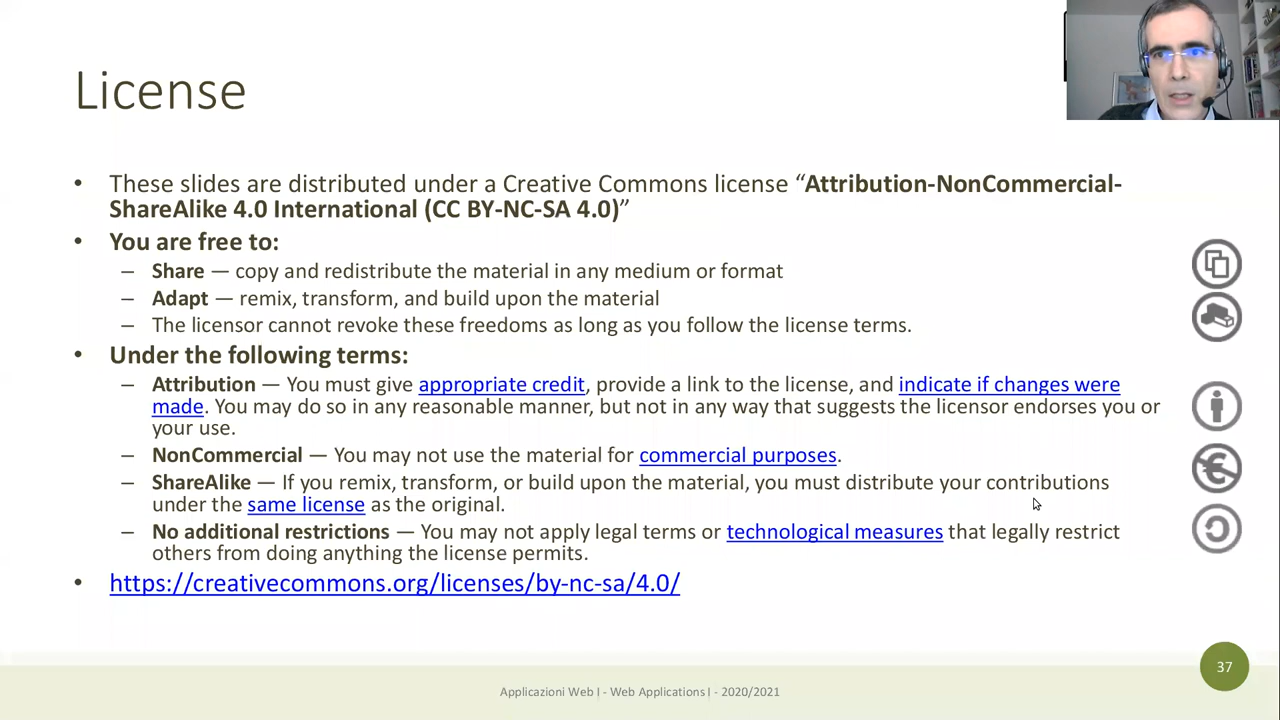 License
• These slides are distributed under a Creative Commons license “Attribution-NonCommercial-
ShareAlike 4.0 International (CC BY-NC-SA 4.0)”
• You are free to:
– Share — copy and redistribute the material in any medium or format
– Adapt — remix, transform, and build upon the material
– The licensor cannot revoke these freedoms as long as you follow the license terms.
• Under the following terms:
– Attribution — You must give appropriate credit, provide a link to the license, and indicate if changes were
made. You may do so in any reasonable manner, but not in any way that suggests the licensor endorses you or
your use.
– NonCommercial — You may not use the material for commercial purposes.
– ShareAlike — If you remix, transform, or build upon the material, you must distribute your contributions
under the same license as the original.
– No additional restrictions — You may not apply legal terms or technological measures that legally restrict
others from doing anything the license permits.
• https://creativecommons.org/licenses/by-nc-sa/4.0/
37
Applicazioni Web I - Web Applications I - 2020/2021